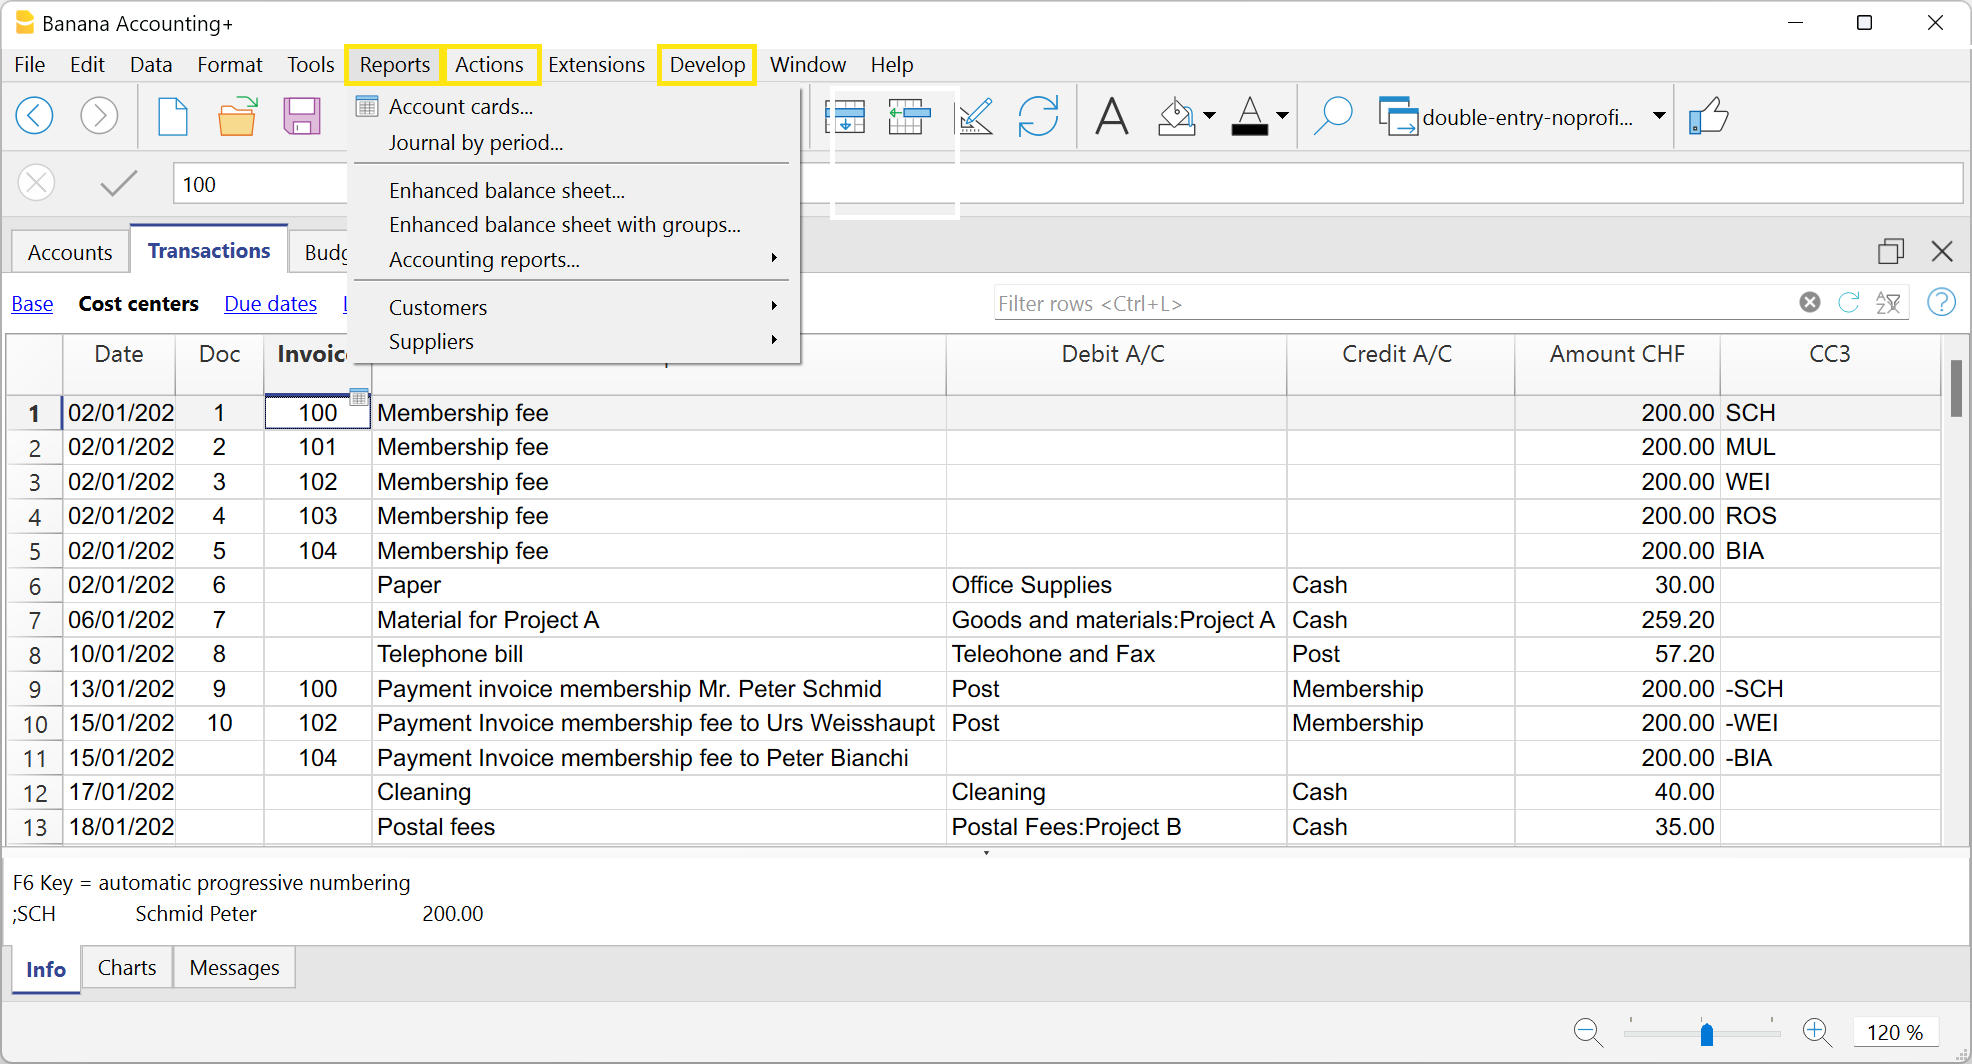 Banana Accounting+
File Edit Data Format Tools Reports Actions Extensions Develop Window Help
Account cards...
double-entry-noprofi...
Journal by period...
100
Enhanced balance sheet...
Enhanced balance sheet with groups...
Accounts Transactions Budg
Accounting reports...
Base Cost centers Due dates
Customers
Filter rows <Ctrl+L>
Suppliers
Date Doc Invoic Debit A/C Credit A/C Amount CHF CC3
1 02/01/202 1 100 Membership fee 200.00 SCH
2 02/01/202 2 101 Membership fee 200.00 MUL
3 02/01/202 3 102 Membership fee 200.00 WEI
4 02/01/202 4 103 Membership fee 200.00 ROS
5 02/01/202 5 104 Membership fee 200.00 BIA
6 02/01/202 6 Paper Office Supplies Cash 30.00
7 06/01/202 7 Material for Project A Goods and materials:Project A Cash 259.20
8 10/01/202 8 Telephone bill Teleohone and Fax Post 57.20
9 13/01/202 9 100 Payment invoice membership Mr. Peter Schmid Post Membership 200.00 -SCH
10 15/01/202 10 102 Payment Invoice membership fee to Urs Weisshaupt Post Membership 200.00 -WEI
11 15/01/202 104 Payment Invoice membership fee to Peter Bianchi 200.00 -BIA
12 17/01/202 Cleaning Cleaning Cash 40.00
13 18/01/202 Postal fees Postal Fees:Project B Cash 35.00
F6 Key = automatic progressive numbering
;SCH Schmid Peter 200.00
Info Charts Messages
120 %